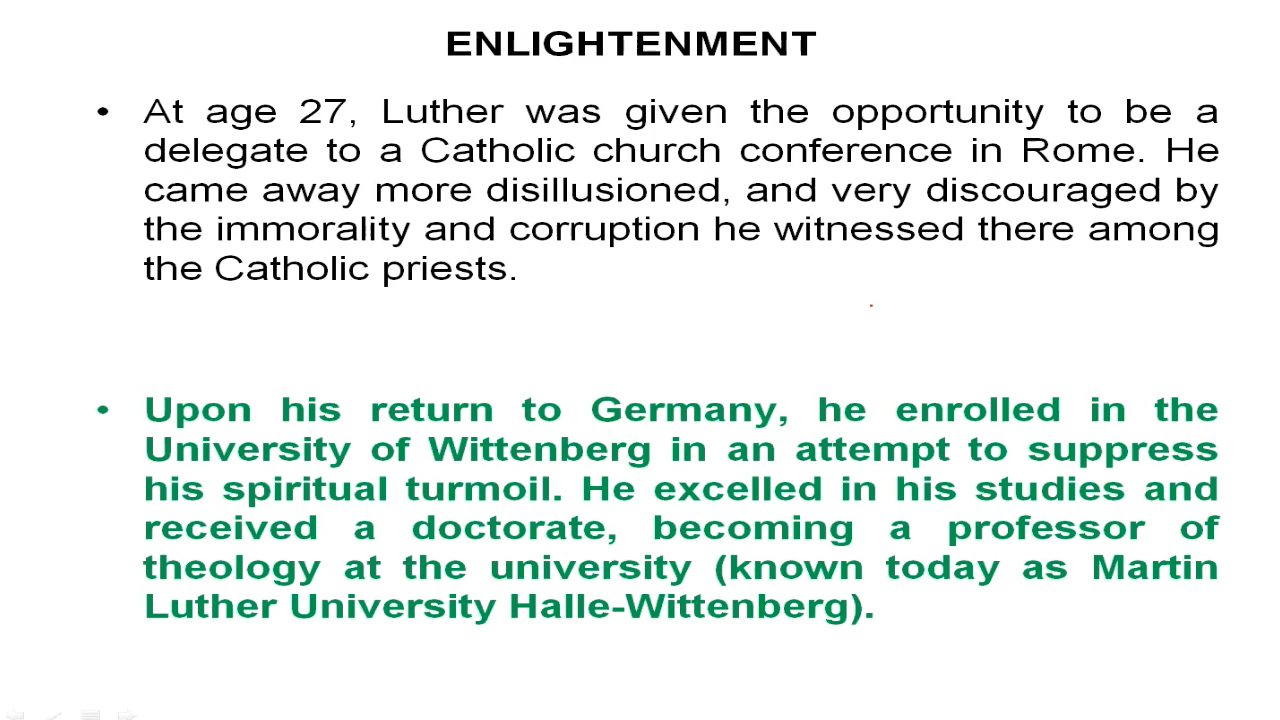 ENLIGHTENMENT
• At age 27, Luther was given the opportunity to be a
delegate to a Catholic church conference in Rome. He
came away more disillusioned, and very discouraged by
the immorality and corruption he witnessed there among
the Catholic priests.
• Upon his return to Germany, he enrolled in the
University of Wittenberg in an attempt to suppress
his spiritual turmoil. He excelled in his studies and
received a doctorate, becoming a professor of
theology at the university (known today as Martin
Luther University Halle-Wittenberg).